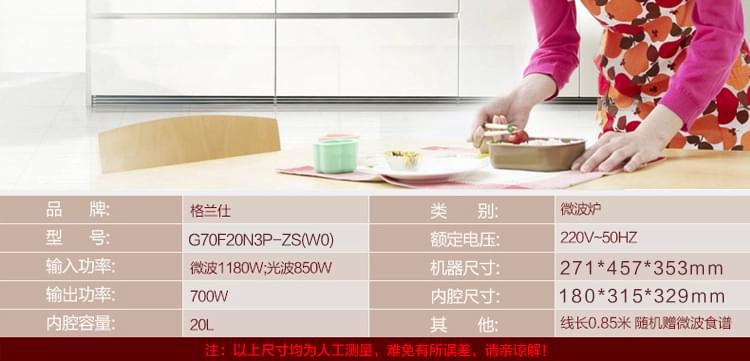 品 牌: 格兰仕 类 别: 微波炉
型 号: G70F20N3P-ZS(W0) 额定电压: 220V~50HZ
输入功率: 微波1180W;光波850W 机器尺寸: 271*457*353mm
输出功率: 700W 内腔尺寸: 180*315*329mm
内腔容量: 20L 其 他: 线长0.85米 随机赠微波食谱
注：以上尺寸均为人工测量，难免有所误差，请亲谅解！